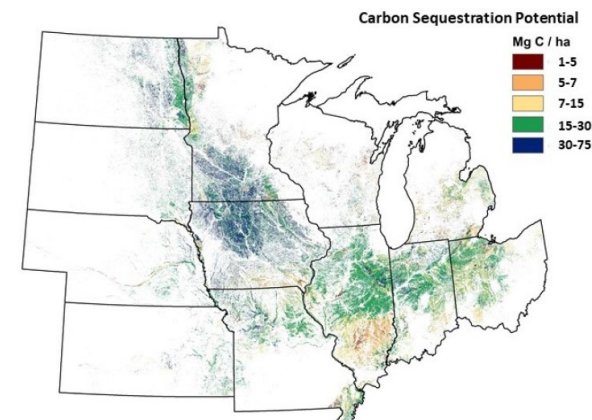 Carbon Sequestration Potential
Mg C / ha
1-5
5-7
7-15
15-30
30-75